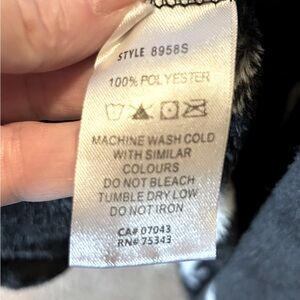 STYLE 8958S
100% POLYESTER
MACHINE WASH COLD
WITH SIMILAR
COLOURS
DO NOT BLEACH
TUMBLE DRY LOW
DO NOT IRON
CA# 07043
RN# 75343